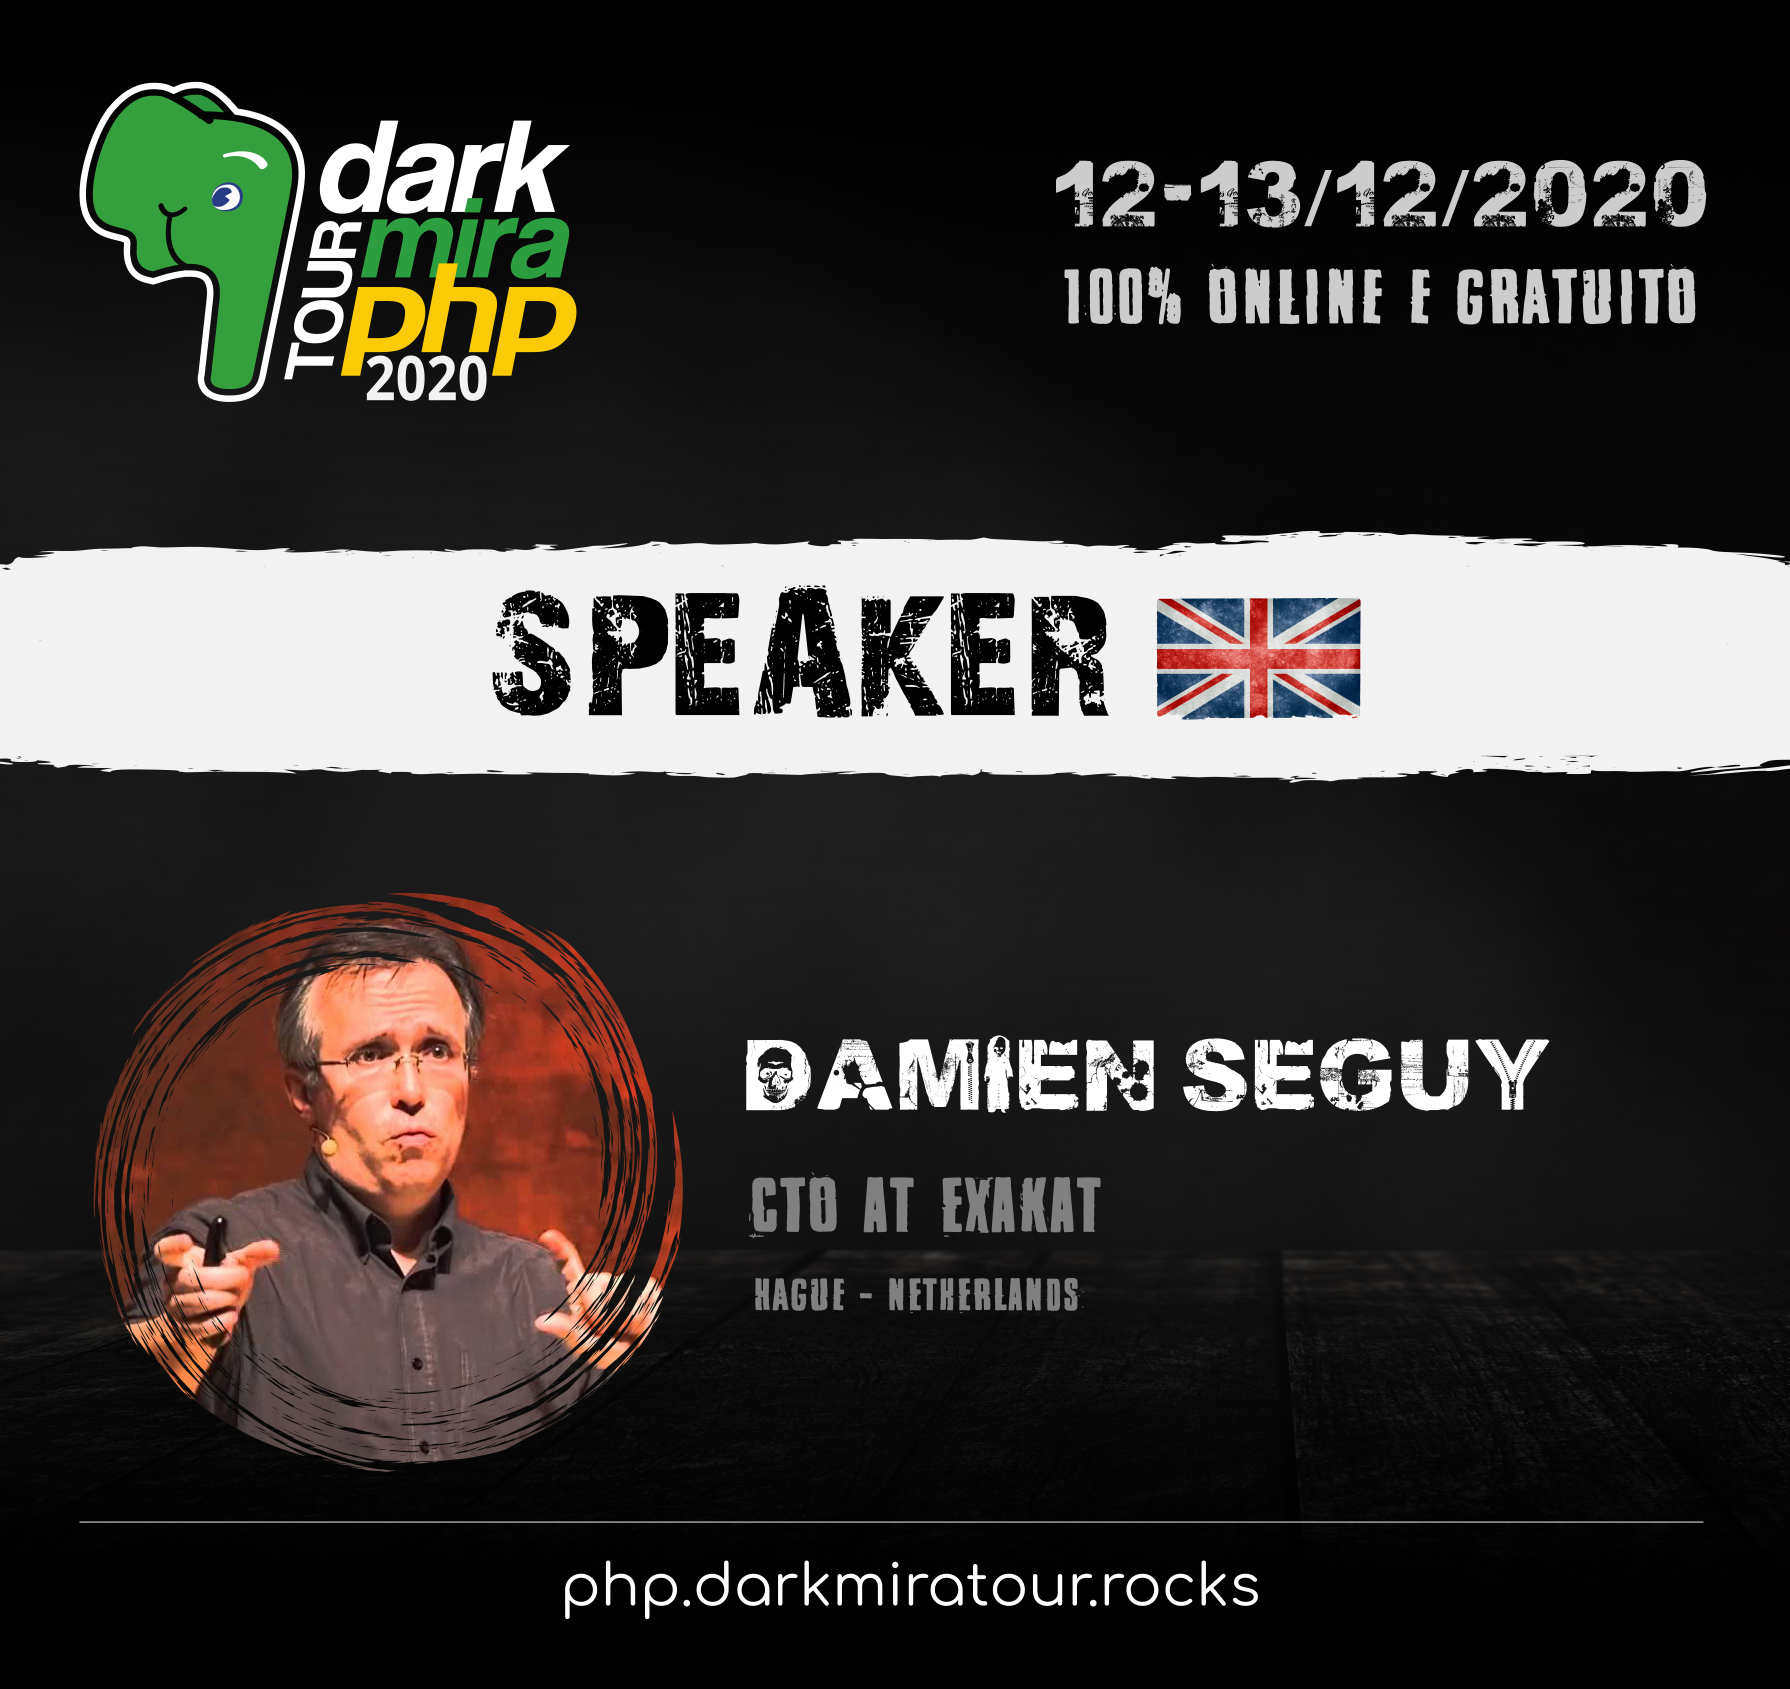 dark
mira
TOUR
php
2020
12-13/12/2020
100% ONLINE E GRATUITO
SPEAKER
DAMIEN SEGUY
CTO AT EXAKAT
HAGUE - NETHERLANDS
php.darkmiratour.rocks